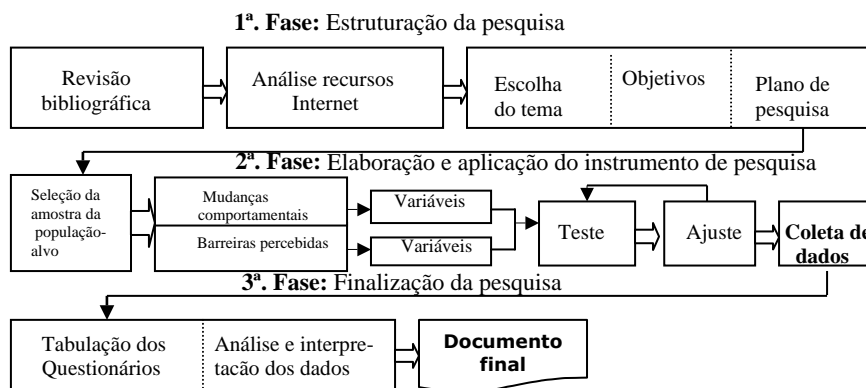 1ª. Fase: Estruturação da pesquisa
Revisão
bibliográfica
Análise recursos
Internet
Escolha
do tema
Objetivos
Plano de
pesquisa
2ª. Fase: Elaboração e aplicação do instrumento de pesquisa
Seleção da
amostra da
população-
alvo
Mudanças
comportamentais
Barreiras percebidas
Variáveis
Variáveis
Teste
Ajuste
Coleta de
dados
3ª. Fase: Finalização da pesquisa
Tabulação dos
Questionários
Análise e interpre-
tacão dos dados
Documento
final